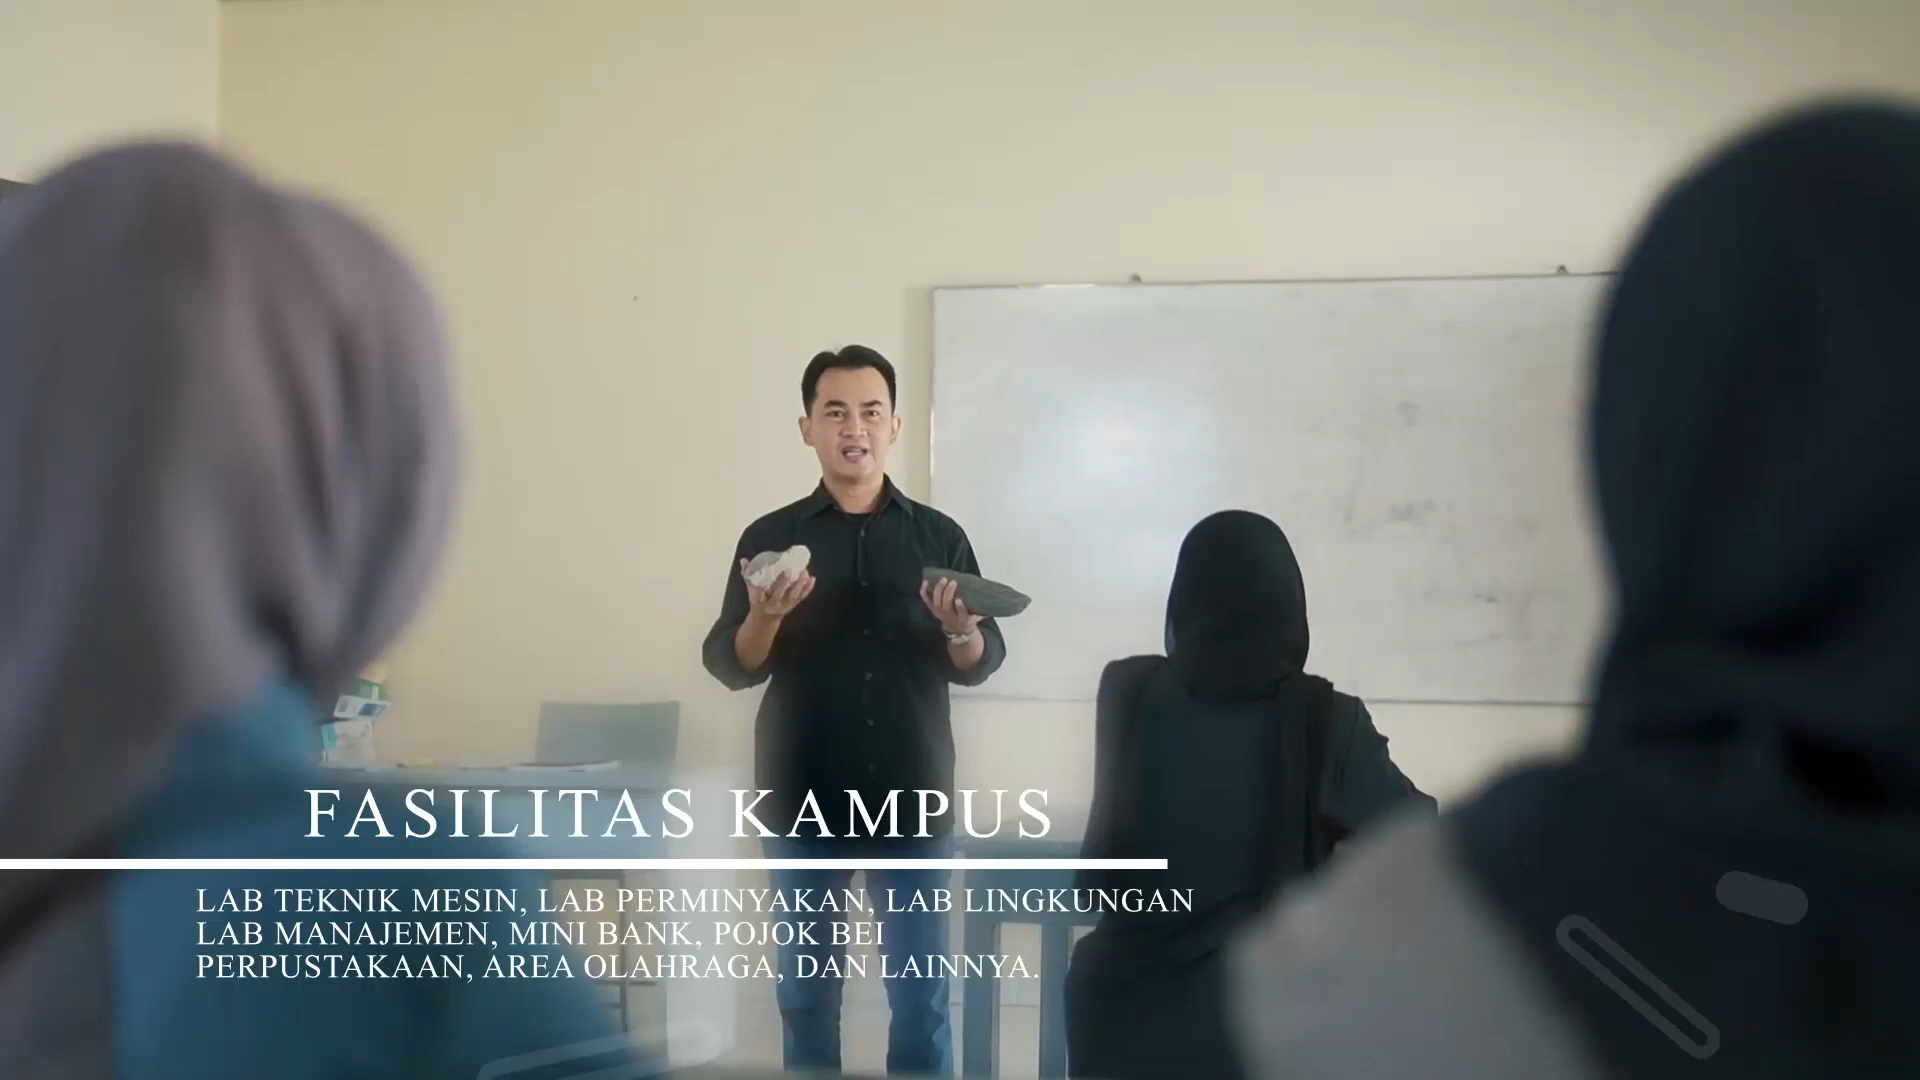 FASILITAS KAMPUS
LAB TEKNIK MESIN, LAB PERMINYAKAN, LAB LINGKUNGAN
LAB MANAJEMEN, MINI BANK, POJOK BEI
PERPUSTAKAAN, AREA OLAHRAGA, DAN LAINNYA.